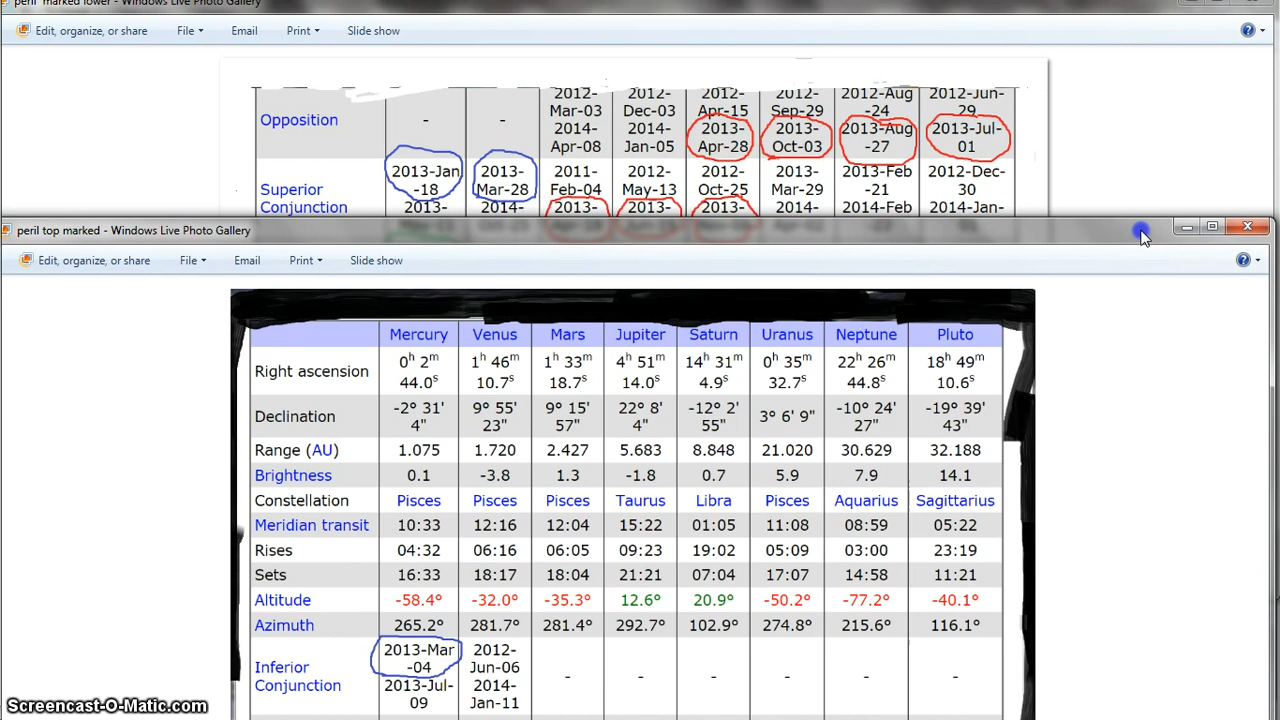 peril marked lower - Windows Live Photo Gallery
Edit, organize, or share File Email Print Slide show
2012- 2012- 2012- 2012- 2012-Aug 2012-Jun-
Mar-03 Dec-03 Apr-15 Sep-29 -24 29
Opposition - - 2014- 2014- 2013- 2013- 2013-Aug 2013-Jul-
Apr-08 Jan-05 Apr-28 Oct-03 -27 01
2013-Jan 2013- 2011- 2012- 2012- 2013- 2013-Feb 2012-Dec-
Superior -18 Mar-28 Feb-04 May-13 Oct-25 Mar-29 -21 30
Conjunction 2013- 2014- 2013- 2013- 2013- 2014- 2014-Feb 2014-Jan-
peril top marked - Windows Live Photo Gallery
Edit, organize, or share File Email Print Slide show
Mercury Venus Mars Jupiter Saturn Uranus Neptune Pluto
Right ascension 0h 2m 44.0s 1h 46m 10.7s 1h 33m 18.7s 4h 51m 14.0s 14h 31m 4.9s 0h 35m 32.7s 22h 26m 44.8s 18h 49m 10.6s
Declination -2° 31' 4" 9° 55' 23" 9° 15' 57" 22° 8' 4" -12° 2' 55" 3° 6' 9" -10° 24' 27" -19° 39' 43"
Range (AU) 1.075 1.720 2.427 5.683 8.848 21.020 30.629 32.188
Brightness 0.1 -3.8 1.3 -1.8 0.7 5.9 7.9 14.1
Constellation Pisces Pisces Pisces Taurus Libra Pisces Aquarius Sagittarius
Meridian transit 10:33 12:16 12:04 15:22 01:05 11:08 08:59 05:22
Rises 04:32 06:16 06:05 09:23 19:02 05:09 03:00 23:19
Sets 16:33 18:17 18:04 21:21 07:04 17:07 14:58 11:21
Altitude -58.4° -32.0° -35.3° 12.6° 20.9° -50.2° -77.2° -40.1°
Azimuth 265.2° 281.7° 281.4° 292.7° 102.9° 274.8° 215.6° 116.1°
Inferior Conjunction 2013-Mar-04 2013-Jul-09 2012-Jun-06 2014-Jan-11 - - - - - -
Screencast-O-Matic.com